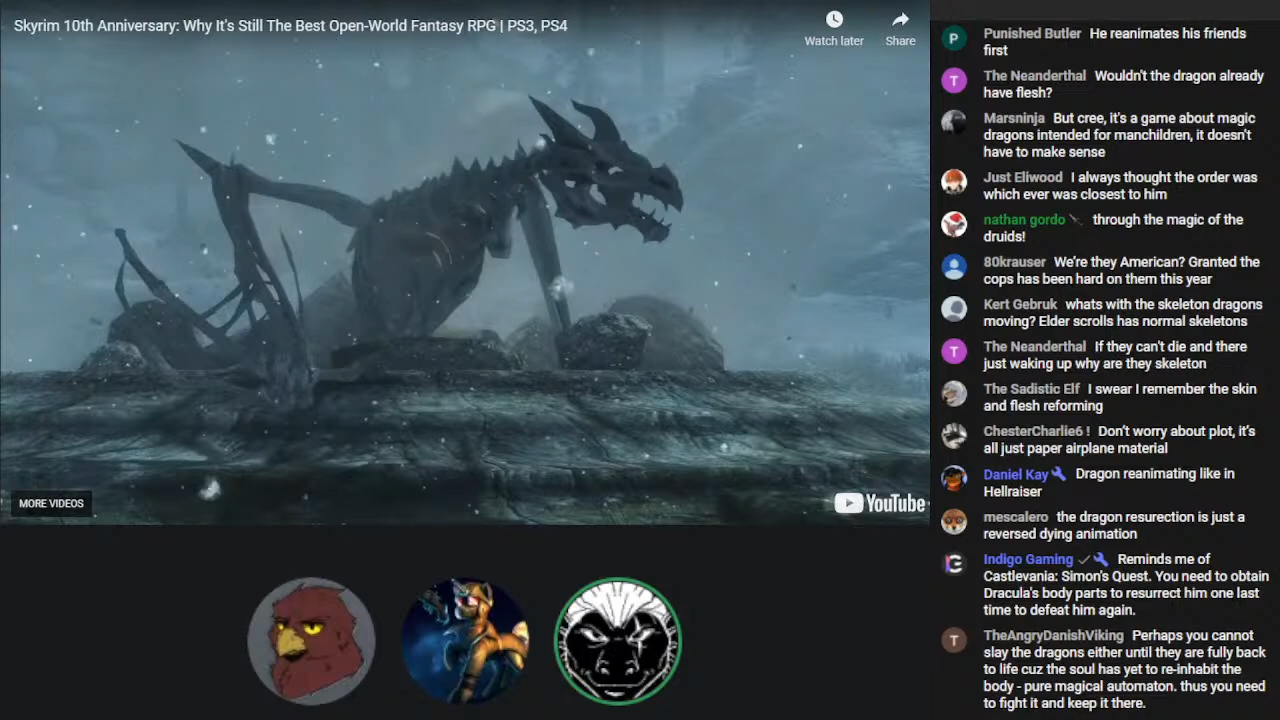 Skyrim 10th Anniversary: Why It's Still The Best Open-World Fantasy RPG | PS3, PS4
Watch later
Share
MORE VIDEOS
YouTube
P
Punished Butler He reanimates his friends
first
T
The Neanderthal Wouldn't the dragon already
have flesh?
Marsninja But cree, it's a game about magic
dragons intended for manchildren, it doesn't
have to make sense
Just Eliwood I always thought the order was
which ever was closest to him
nathan gordo through the magic of the
druids!
80krauser We're they American? Granted the
cops has been hard on them this year
Kert Gebruk whats with the skeleton dragons
moving? Elder scrolls has normal skeletons
T
The Neanderthal If they can't die and there
just waking up why are they skeleton
The Sadistic Elf I swear I remember the skin
and flesh reforming
ChesterCharlie6 ! Don't worry about plot, it's
all just paper airplane material
Daniel Kay Dragon reanimating like in
Hellraiser
mescalero the dragon resurection is just a
reversed dying animation
Indigo Gaming Reminds me of
Castlevania: Simon's Quest. You need to obtain
Dracula's body parts to resurrect him one last
time to defeat him again.
T
TheAngryDanishViking Perhaps you cannot
slay the dragons either until they are fully back
to life cuz the soul has yet to re-inhabit the
body - pure magical automaton. thus you need
to fight it and keep it there.